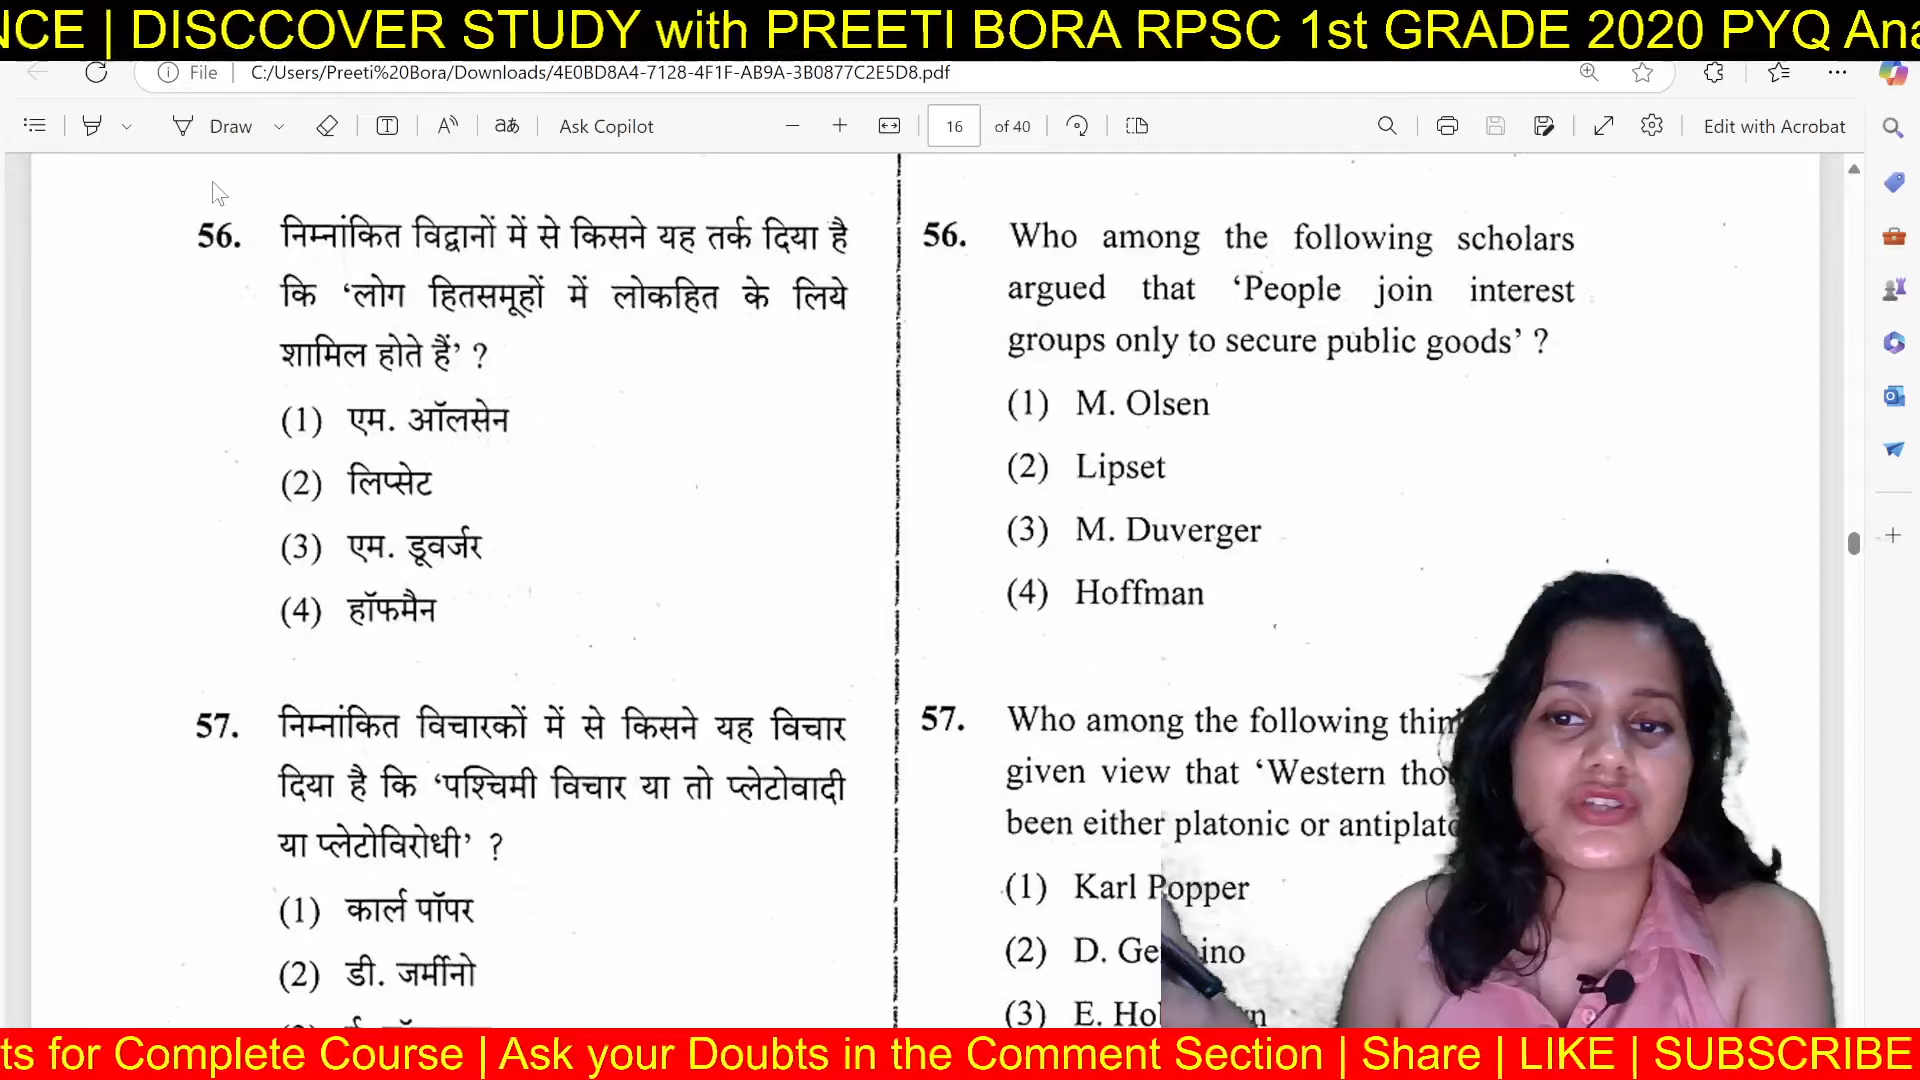 NCE | DISCCOVER STUDY with PREETI BORA RPSC 1st GRADE 2020 PYQ Ana
File | C:/Users/Preeti%20Bora/Downloads/4E0BD8A4-7128-4F1F-AB9A-3B0877C2E5D8.pdf
Draw
Ask Copilot
16 of 40
Edit with Acrobat
56. निम्नांकित विद्वानों में से किसने यह तर्क दिया है
कि ‘लोग हितसमूहों में लोकहित के लिये
शामिल होते हैं’ ?
(1) एम. ऑलसेन
(2) लिप्सेट
(3) एम. डूवर्जर
(4) हॉफमैन
57. निम्नांकित विचारकों में से किसने यह विचार
दिया है कि ‘पश्चिमी विचार या तो प्लेटोवादी
या प्लेटोविरोधी’ ?
(1) कार्ल पॉपर
(2) डी. जर्मीनो
56. Who among the following scholars
argued that ‘People join interest
groups only to secure public goods’ ?
(1) M. Olsen
(2) Lipset
(3) M. Duverger
(4) Hoffman
57. Who among the following thin
given view that ‘Western tho
been either platonic or antiplato
(1) Karl Popper
(2) D. Ge ino
(3) E. Ho n
ts for Complete Course | Ask your Doubts in the Comment Section | Share | LIKE | SUBSCRIBE